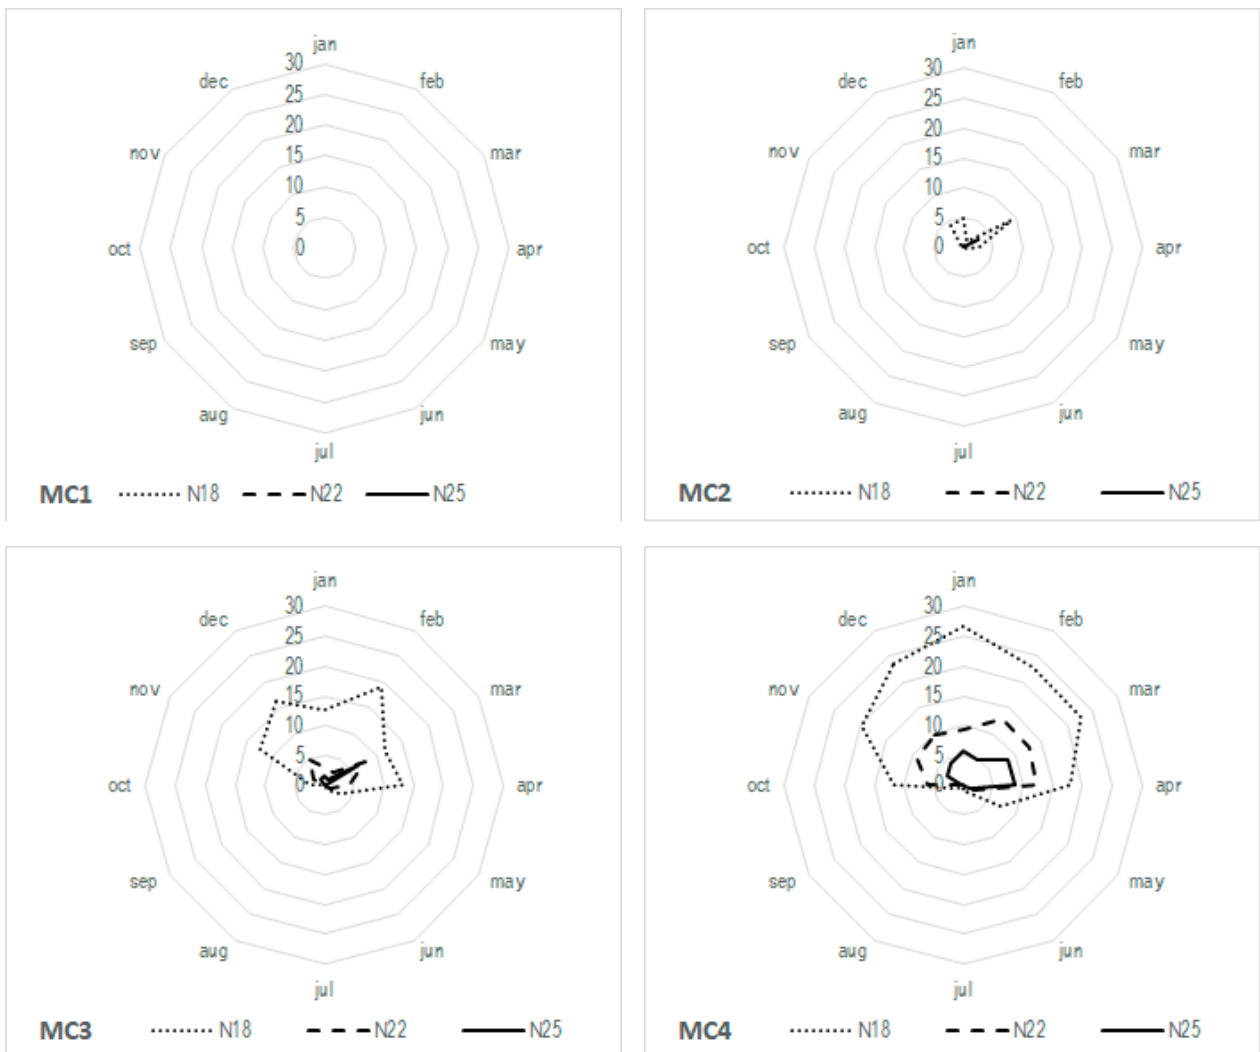 jan
30
dec
feb
25
20
nov
mar
15
10
5
oct
0
apr
sep
may
aug
jun
jul
MC1 N18 N22 N25
jan
30
dec
feb
25
20
nov
mar
15
10
5
oct
0
apr
sep
may
aug
jun
jul
MC2 N18 N22 N25
jan
30
dec
feb
25
20
nov
mar
15
10
5
oct
0
apr
sep
may
aug
jun
jul
MC3 N18 N22 N25
jan
30
dec
feb
25
20
nov
mar
15
10
5
oct
0
apr
sep
may
aug
jun
jul
MC4 N18 N22 N25